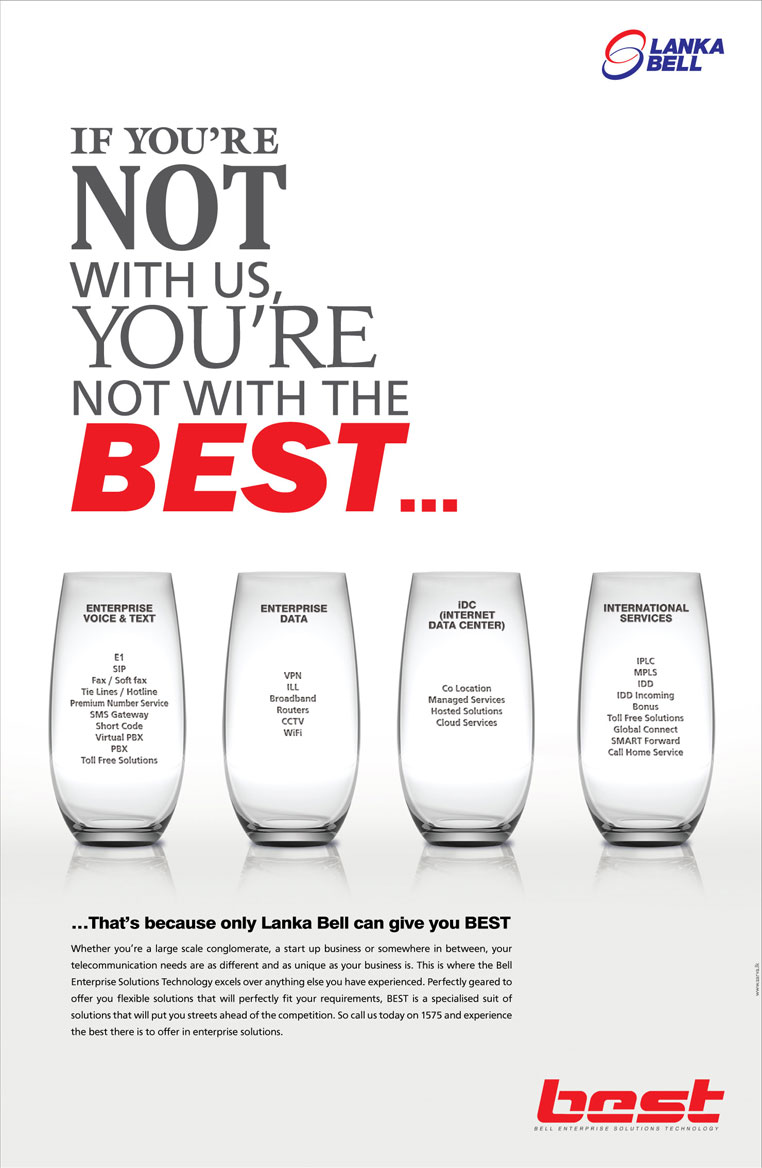 LANKA
BELL
IF YOU'RE
NOT
WITH US,
YOU'RE
NOT WITH THE
BEST...
ENTERPRISE
VOICE & TEXT
E1
SIP
Fax / Soft fax
Tie Lines / Hotline
Premium Number Service
SMS Gateway
Short Code
Virtual PBX
PBX
Toll Free Solutions
ENTERPRISE
DATA
VPN
ILL
Broadband
Routers
CCTV
WiFi
iDC
(iNTERNET
DATA CENTER)
Co Location
Managed Services
Hosted Solutions
Cloud Services
INTERNATIONAL
SERVICES
IPLC
MPLS
IDD
IDD Incoming
Bonus
Toll Free Solutions
Global Connect
SMART Forward
Call Home Service
...That's because only Lanka Bell can give you BEST
Whether you're a large scale conglomerate, a start up business or somewhere in between, your
telecommunication needs are as different and as unique as your business is. This is where the Bell
Enterprise Solutions Technology excels over anything else you have experienced. Perfectly geared to
offer you flexible solutions that will perfectly fit your requirements, BEST is a specialised suit of
solutions that will put you streets ahead of the competition. So call us today on 1575 and experience
the best there is to offer in enterprise solutions.
best
BELL ENTERPRISE SOLUTIONS TECHNOLOGY